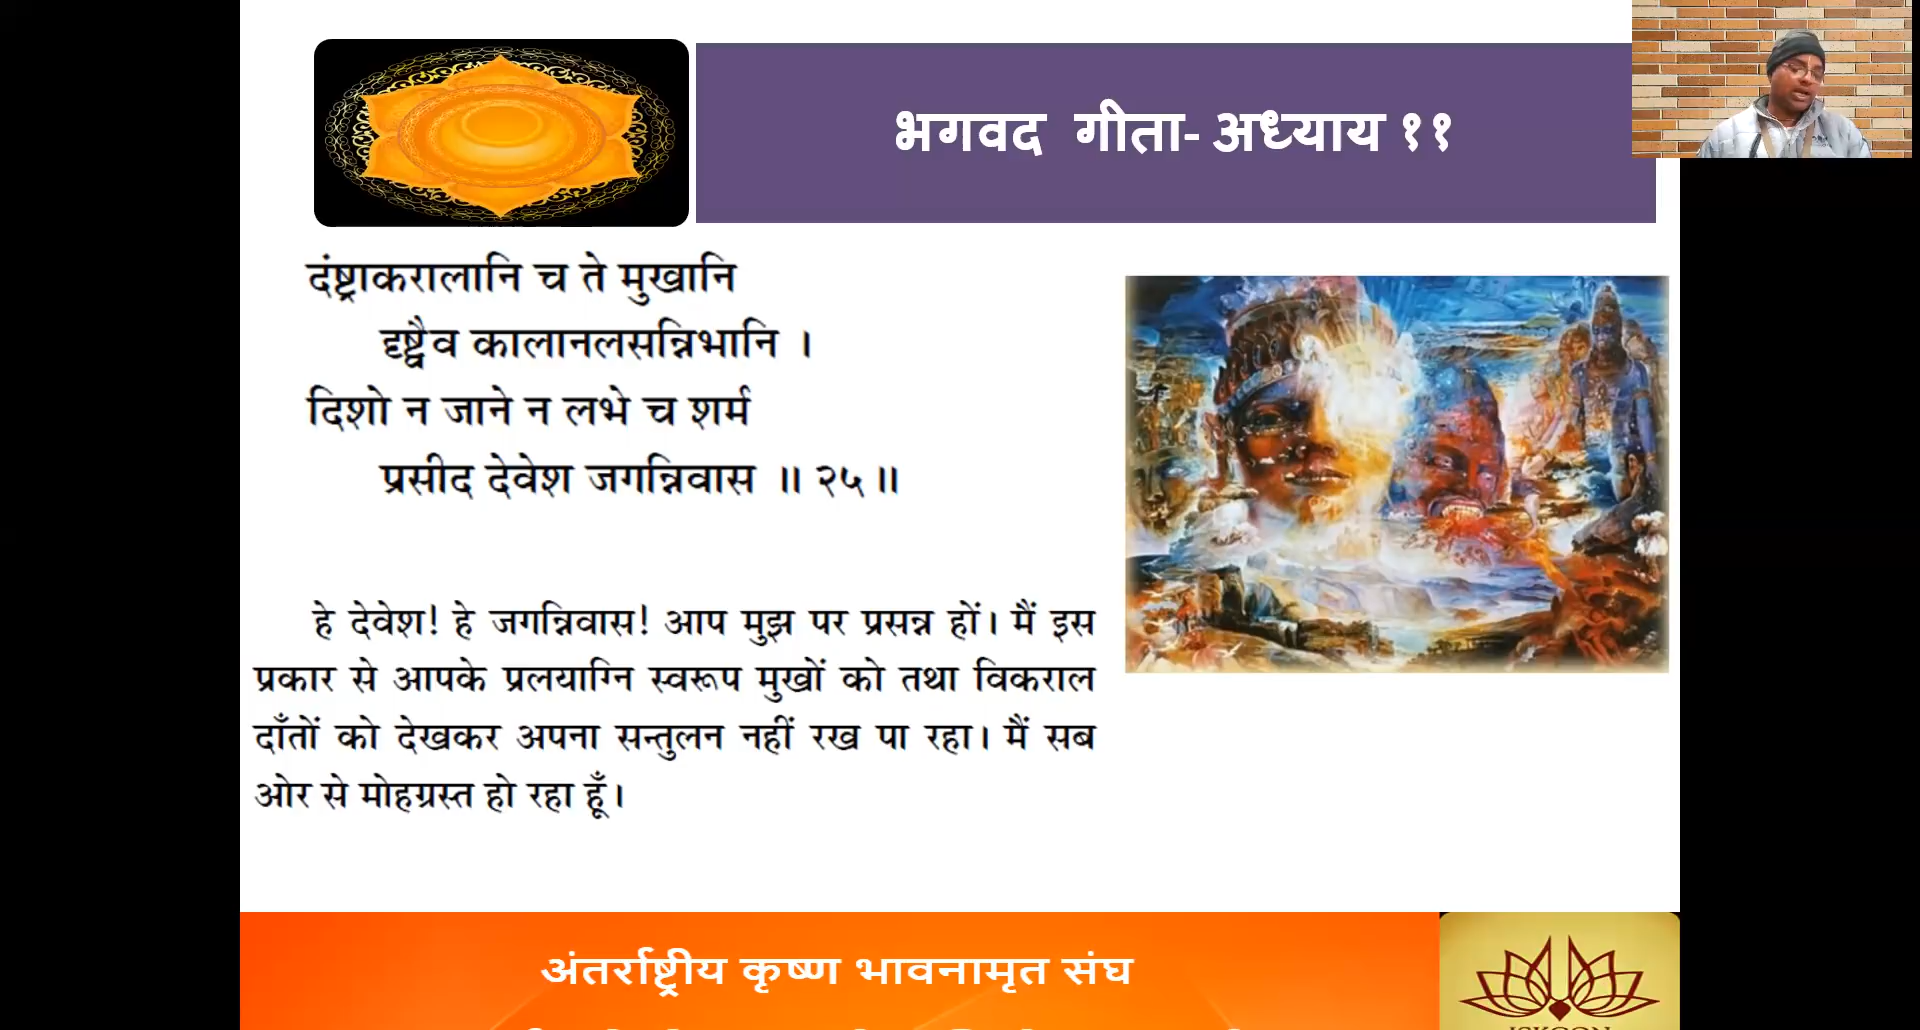 भगवद गीता- अध्याय ११
दंष्ट्राकरालानि च ते मुखानि
दृष्ट्वैव कालानलसन्निभानि ।
दिशो न जाने न लभे च शर्म
प्रसीद देवेश जगन्निवास ॥ २५ ॥
हे देवेश! हे जगन्निवास! आप मुझ पर प्रसन्न हों। मैं इस
प्रकार से आपके प्रलयाग्नि स्वरूप मुखों को तथा विकराल
दाँतों को देखकर अपना सन्तुलन नहीं रख पा रहा। मैं सब
ओर से मोहग्रस्त हो रहा हूँ।
अंतर्राष्ट्रीय कृष्ण भावनामृत संघ